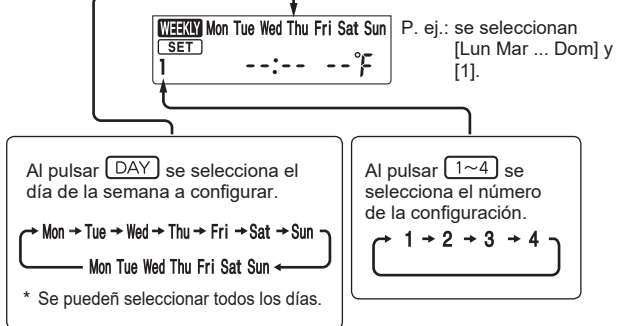 WEEKLY Mon Tue Wed Thu Fri Sat Sun
SET
1 --:-- --°F
P. ej.: se seleccionan
[Lun Mar ... Dom] y
[1].
Al pulsar DAY se selecciona el
día de la semana a configurar.
Mon → Tue → Wed → Thu → Fri → Sat → Sun
Mon Tue Wed Thu Fri Sat Sun ←
* Se puedeñ seleccionar todos los días.
Al pulsar 1~4 se
selecciona el número
de la configuración.
1 → 2 → 3 → 4